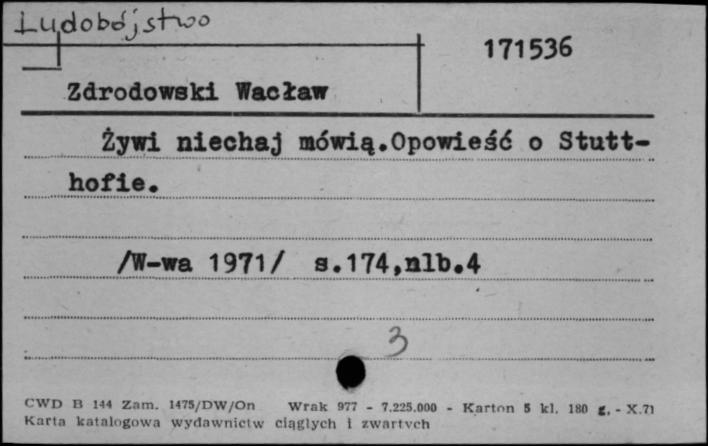 Ludobójstwo
171536
Zdrodowski Wacław
Żywi niechaj mówią.Opowieść o Stutt-
hofie.
/W-wa 1971/ s.174,nlb.4
3
CWD B 144 Zam. 1475/DW/On Wrak 977 - 7.225.000 - Karton 5 kl. 180 g. - X.71
Karta katalogowa wydawnictw ciągłych i zwartych